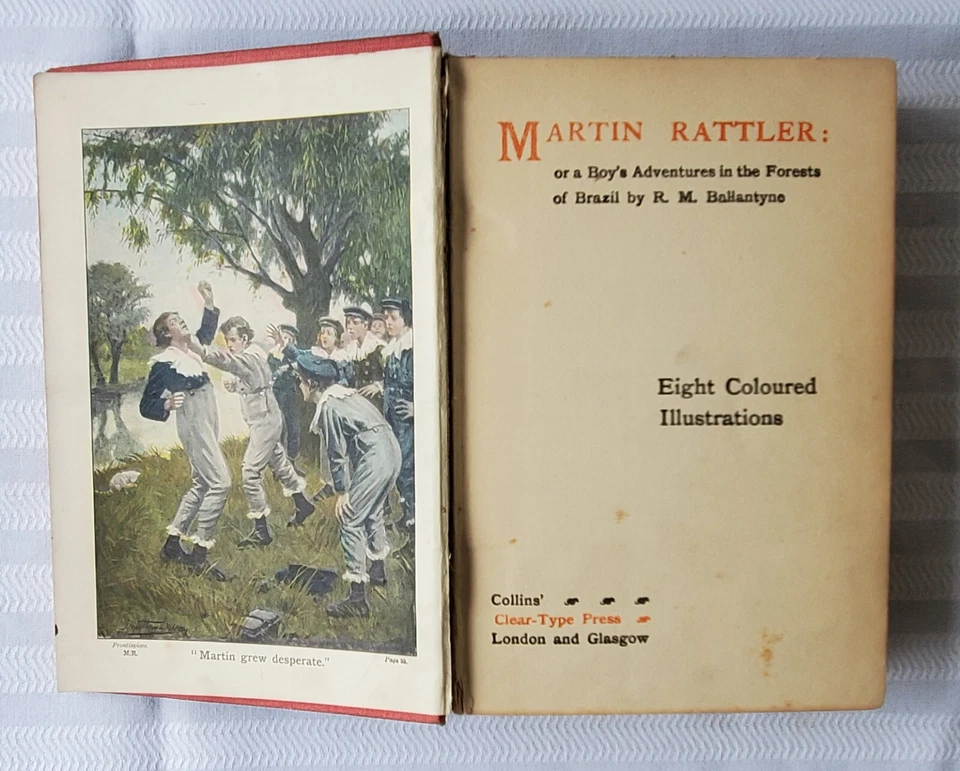 Frontispiece
M.R.
"Martin grew desperate."
Page 23.
MARTIN RATTLER:
or a Boy's Adventures in the Forests
of Brazil by R. M. Ballantyne
Eight Coloured
Illustrations
Collins'
Clear-Type Press
London and Glasgow